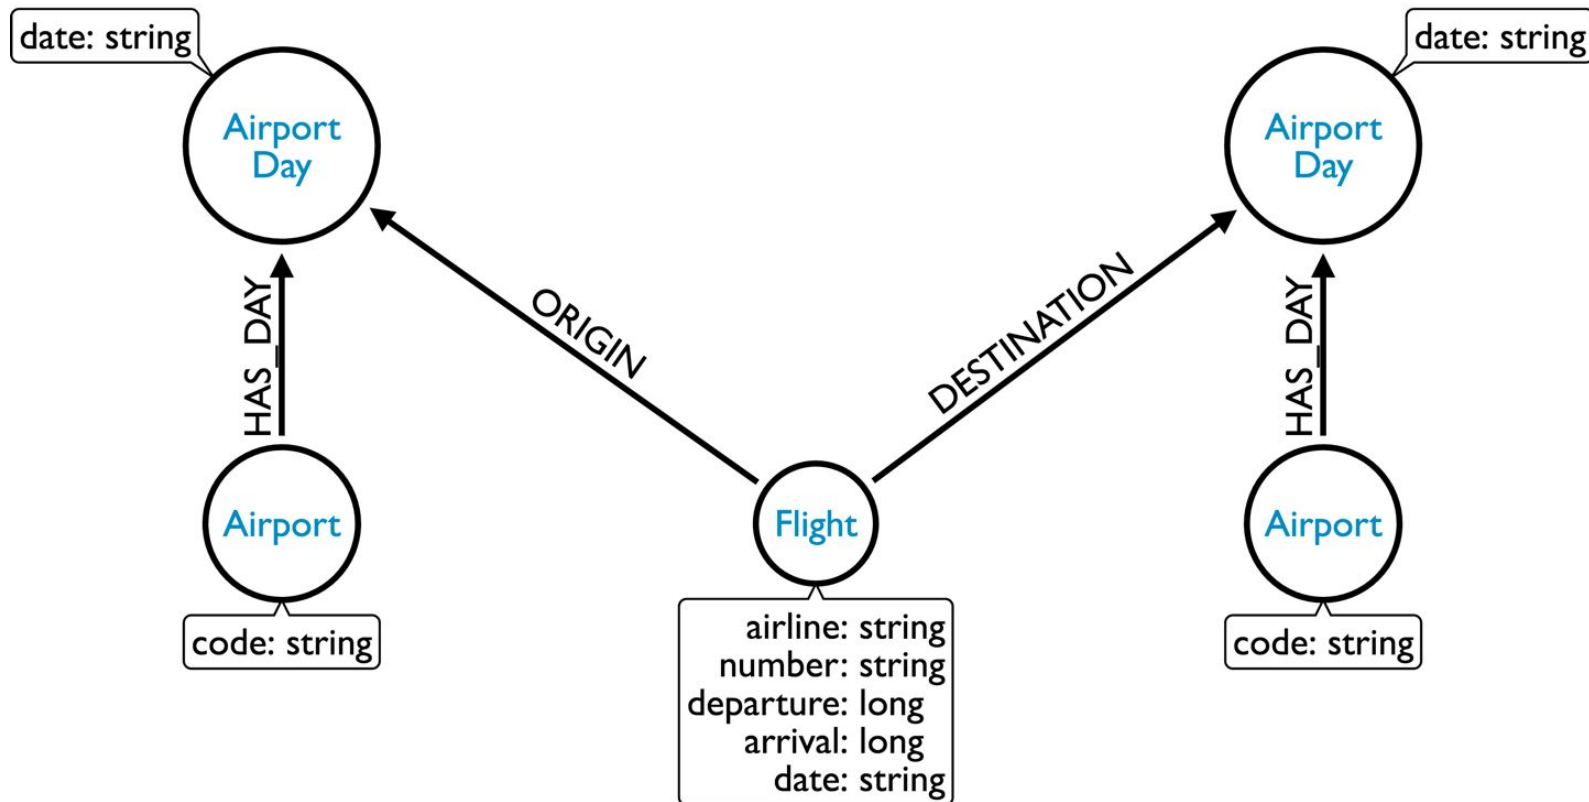 date: string
date: string
Airport
Day
Airport
Day
HAS_DAY
ORIGIN
DESTINATION
HAS_DAY
Airport
Flight
Airport
code: string
airline: string
number: string
departure: long
arrival: long
date: string
code: string